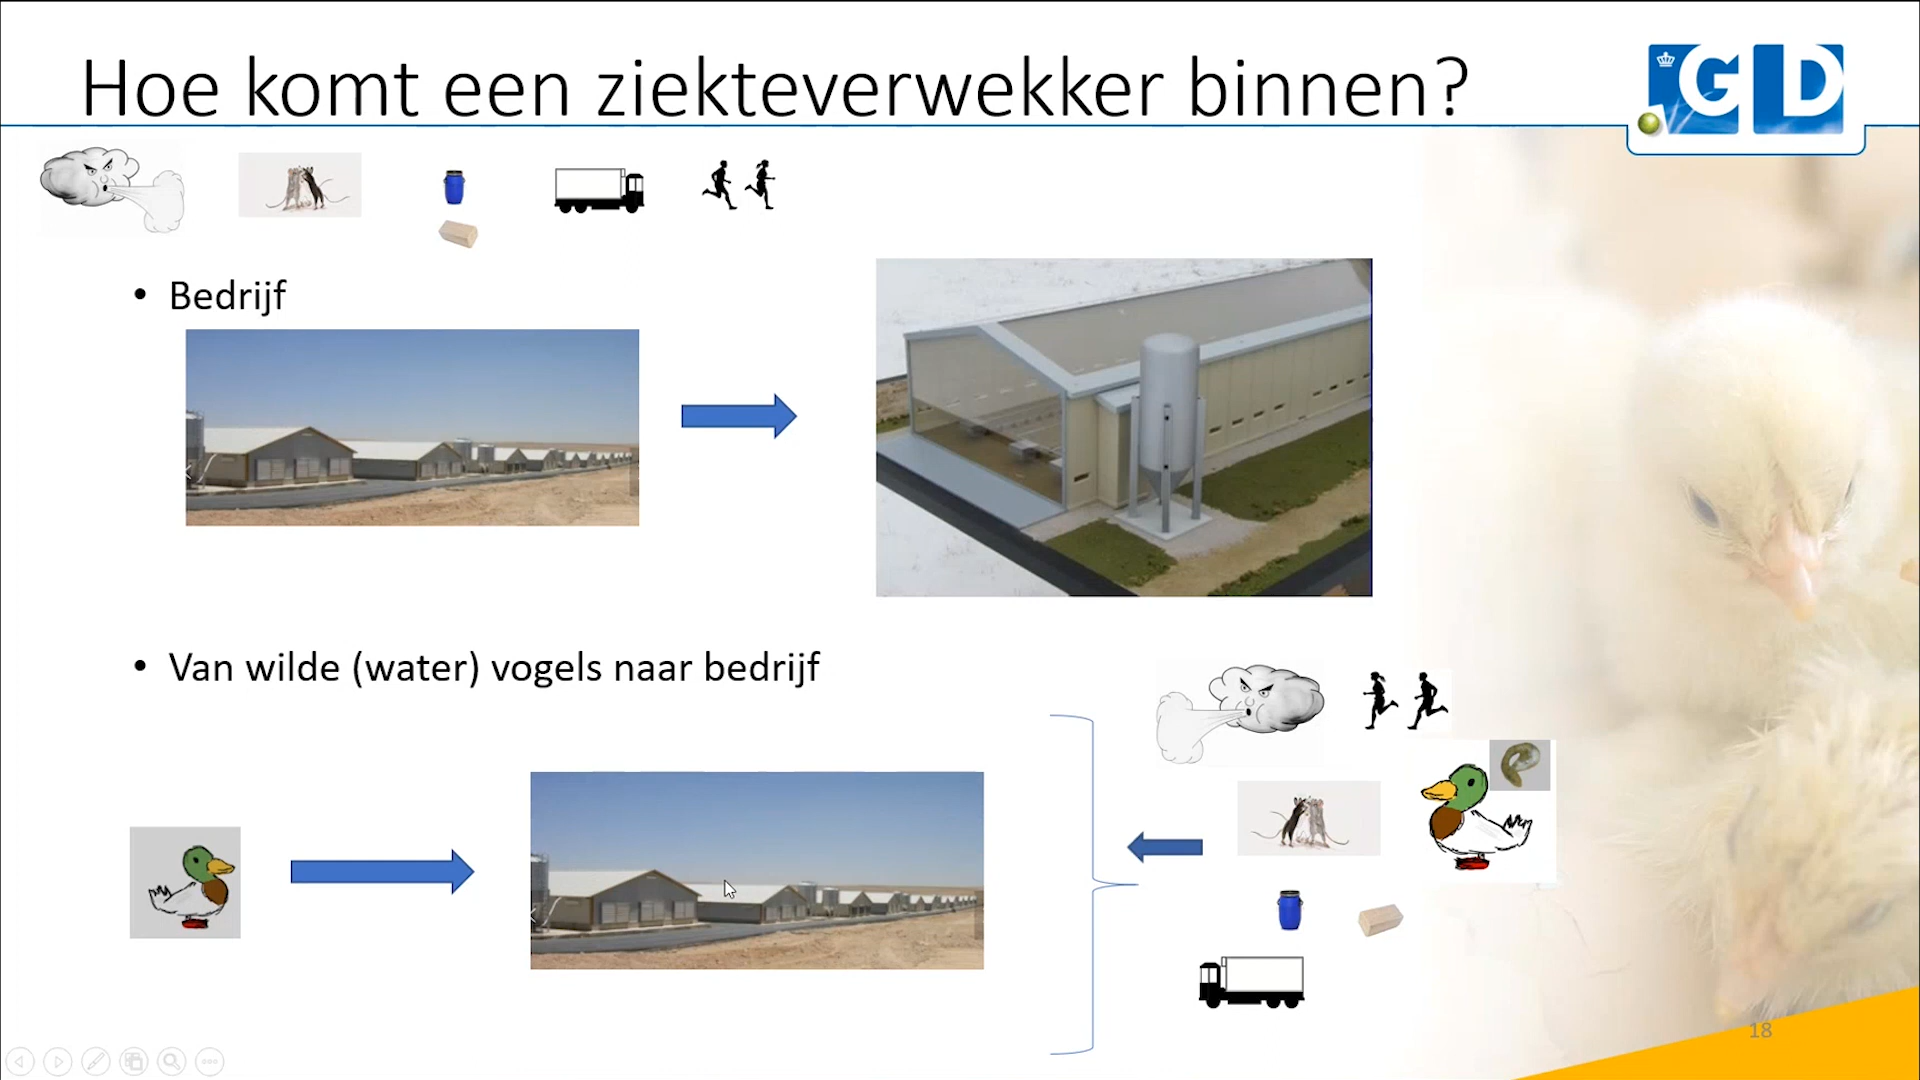 Hoe komt een ziekteverwekker binnen?
GD
• Bedrijf
• Van wilde (water) vogels naar bedrijf
18